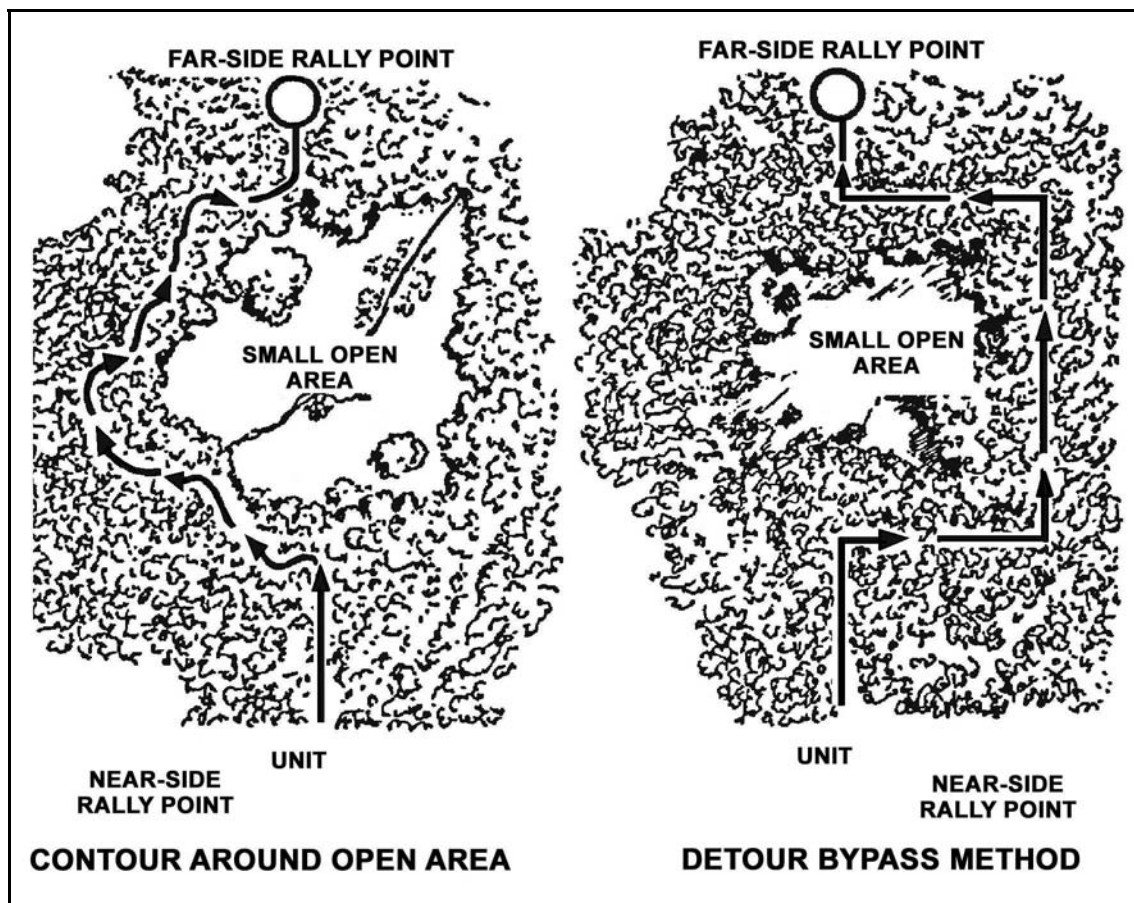 FAR-SIDE RALLY POINT
SMALL OPEN
AREA
UNIT
NEAR-SIDE
RALLY POINT
CONTOUR AROUND OPEN AREA
FAR-SIDE RALLY POINT
SMALL OPEN
AREA
UNIT
NEAR-SIDE
RALLY POINT
DETOUR BYPASS METHOD